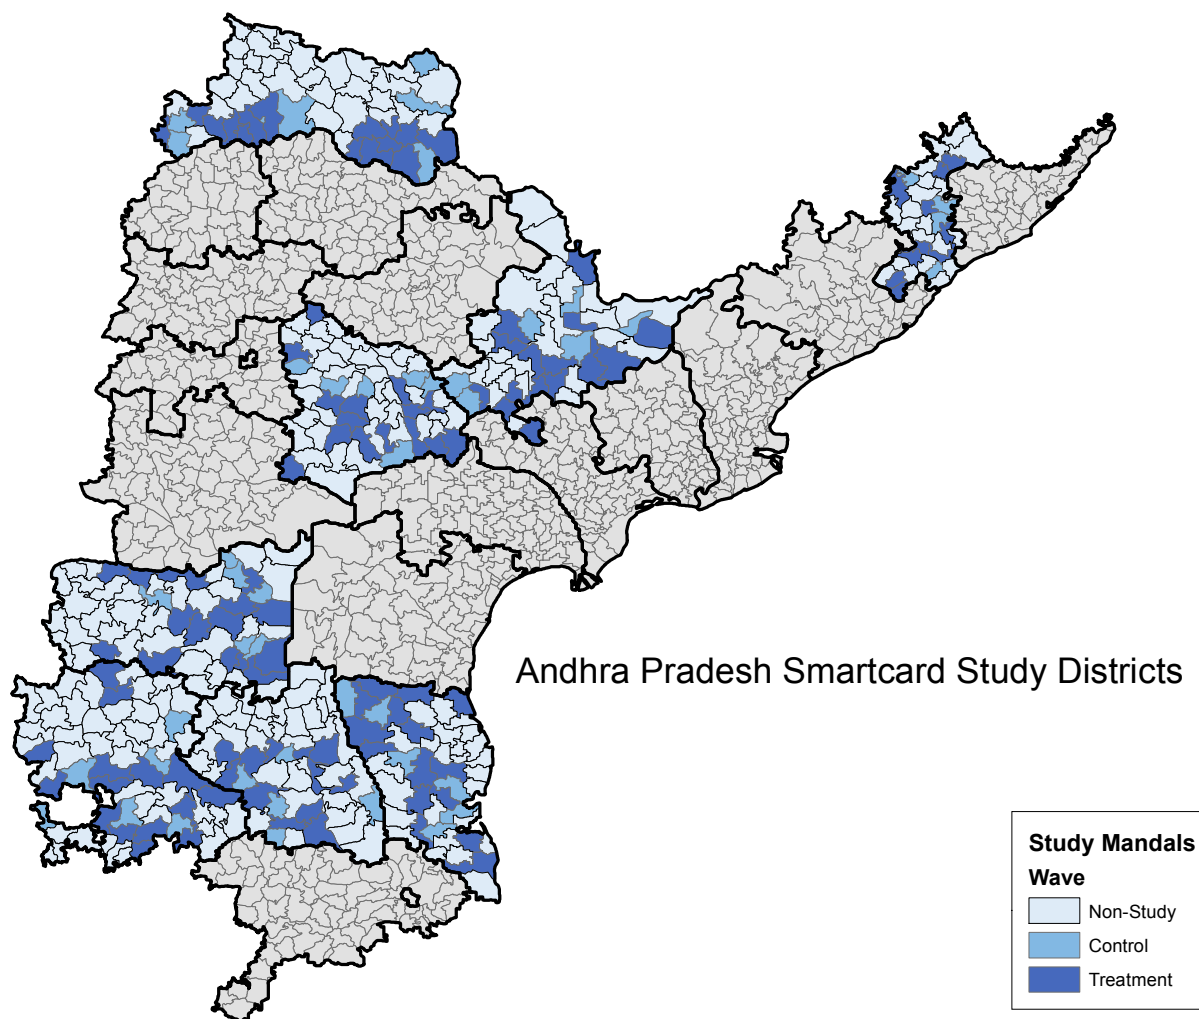 Andhra Pradesh Smartcard Study Districts
Study Mandals
Wave
Non-Study
Control
Treatment